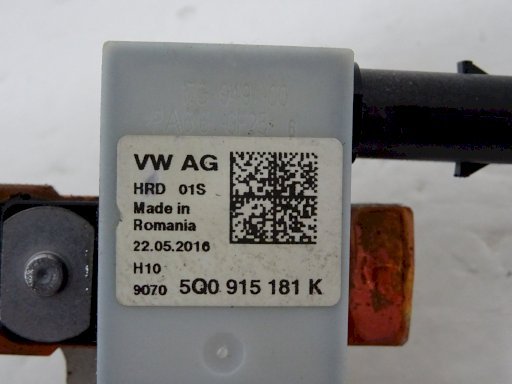 VW AG
HRD 01S
Made in
Romania
22.05.2016
H10
9070 5Q0 915 181 K